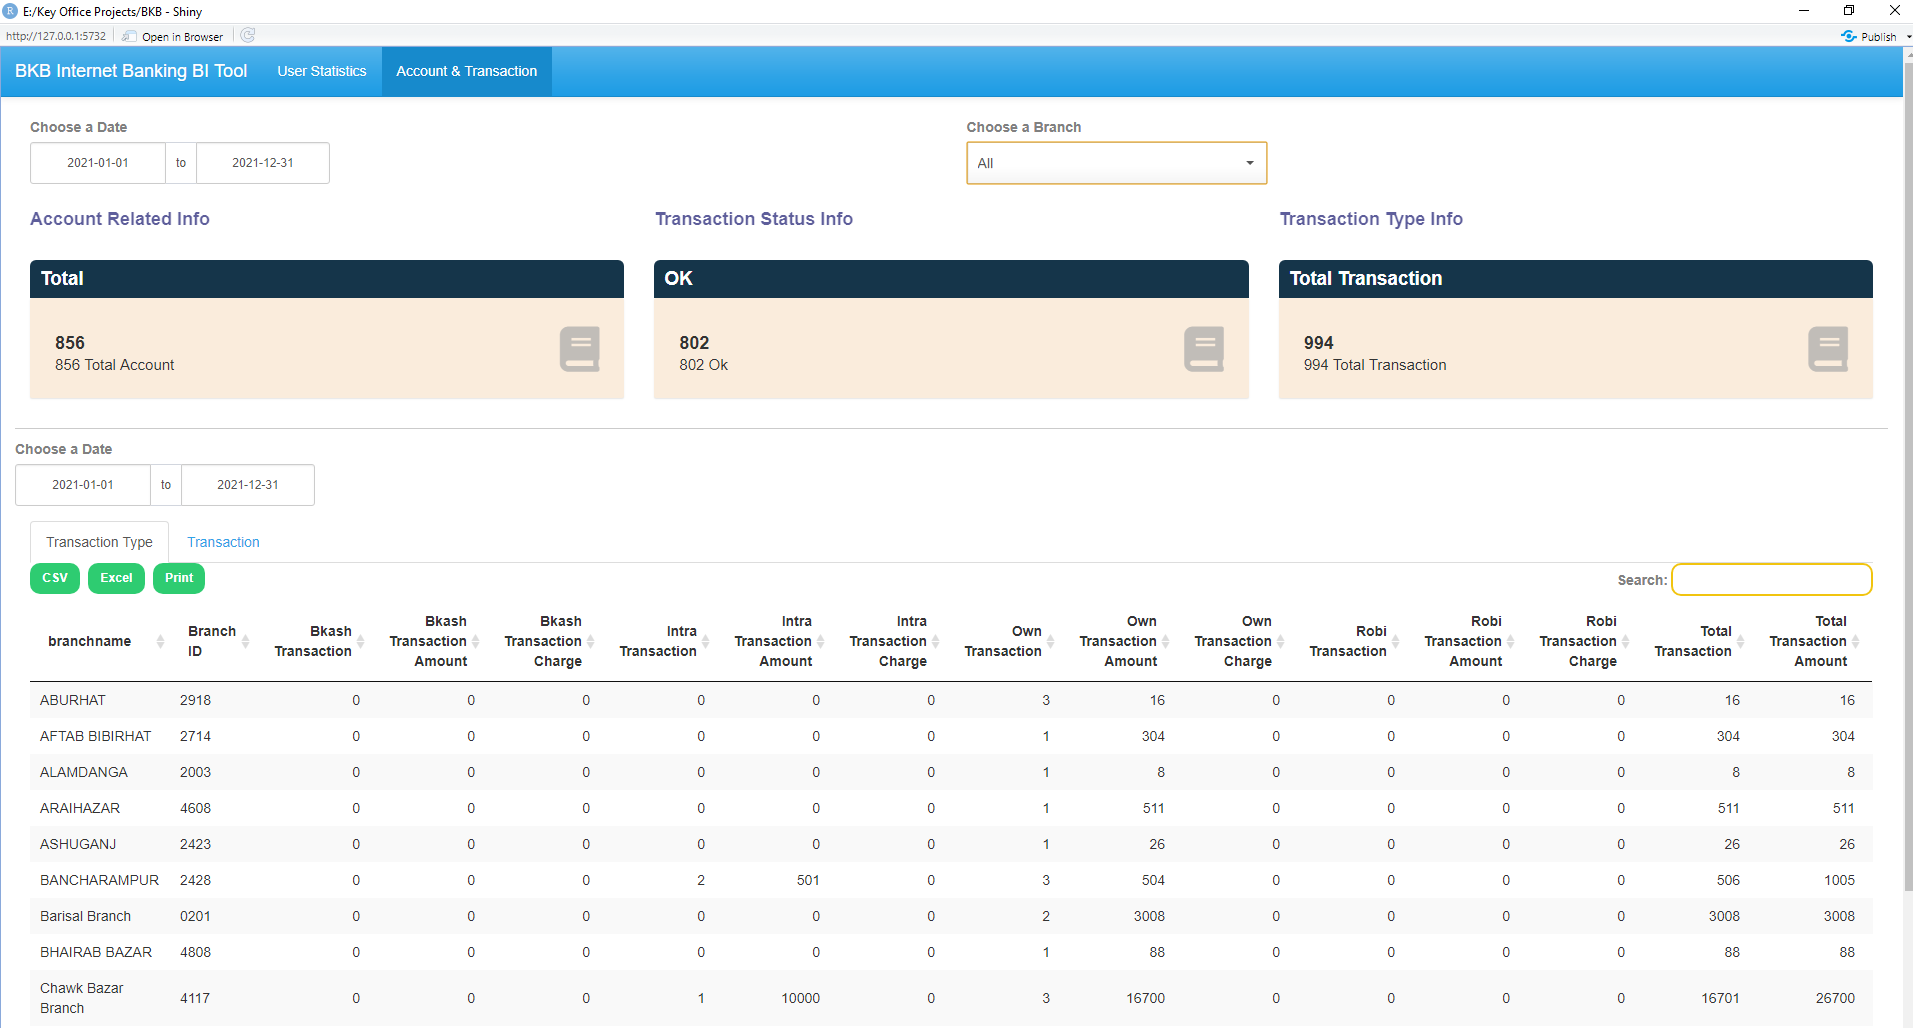 E:/Key Office Projects/BKB - Shiny
http://127.0.0.1:5732 Open in Browser Publish
BKB Internet Banking BI Tool User Statistics Account & Transaction
Choose a Date Choose a Branch
2021-01-01 to 2021-12-31 All
Account Related Info Transaction Status Info Transaction Type Info
Total OK Total Transaction
856 802 994
856 Total Account 802 Ok 994 Total Transaction
Choose a Date
2021-01-01 to 2021-12-31
Transaction Type Transaction
CSV Excel Print Search:
branchname Branch ID Bkash Transaction Bkash Transaction Amount Bkash Transaction Charge Intra Transaction Intra Transaction Amount Intra Transaction Charge Own Transaction Own Transaction Amount Own Transaction Charge Robi Transaction Robi Transaction Amount Robi Transaction Charge Total Transaction Total Transaction Amount
ABURHAT 2918 0 0 0 0 0 0 3 16 0 0 0 0 16 16
AFTAB BIBIRHAT 2714 0 0 0 0 0 0 1 304 0 0 0 0 304 304
ALAMDANGA 2003 0 0 0 0 0 0 1 8 0 0 0 0 8 8
ARAIHAZAR 4608 0 0 0 0 0 0 1 511 0 0 0 0 511 511
ASHUGANJ 2423 0 0 0 0 0 0 1 26 0 0 0 0 26 26
BANCHARAMPUR 2428 0 0 0 2 501 0 3 504 0 0 0 0 506 1005
Barisal Branch 0201 0 0 0 0 0 0 2 3008 0 0 0 0 3008 3008
BHAIRAB BAZAR 4808 0 0 0 0 0 0 1 88 0 0 0 0 88 88
Chawk Bazar Branch 4117 0 0 0 1 10000 0 3 16700 0 0 0 0 16701 26700